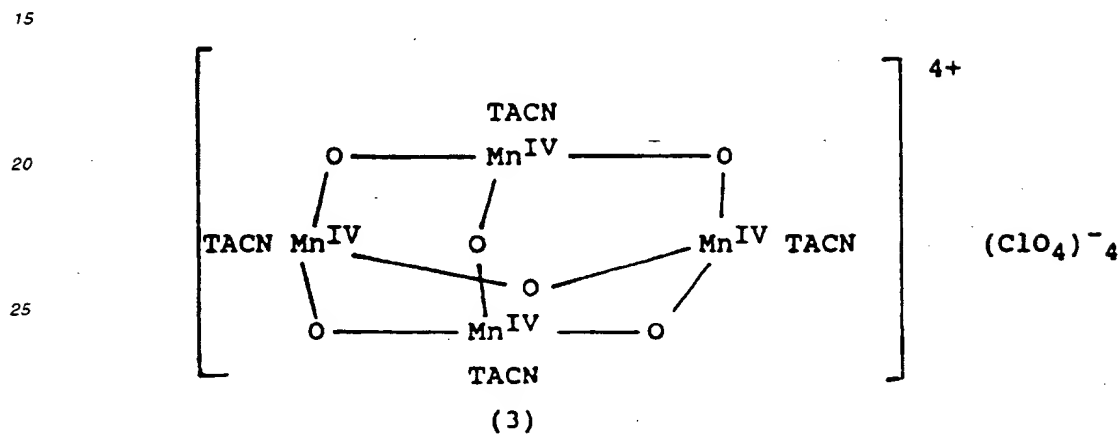 15
4+
TACN
20
O Mn^IV O
TACN Mn^IV O Mn^IV TACN (ClO4)^-4
O
25
O Mn^IV O
TACN
(3)